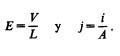 E = V/L y j = i/A.